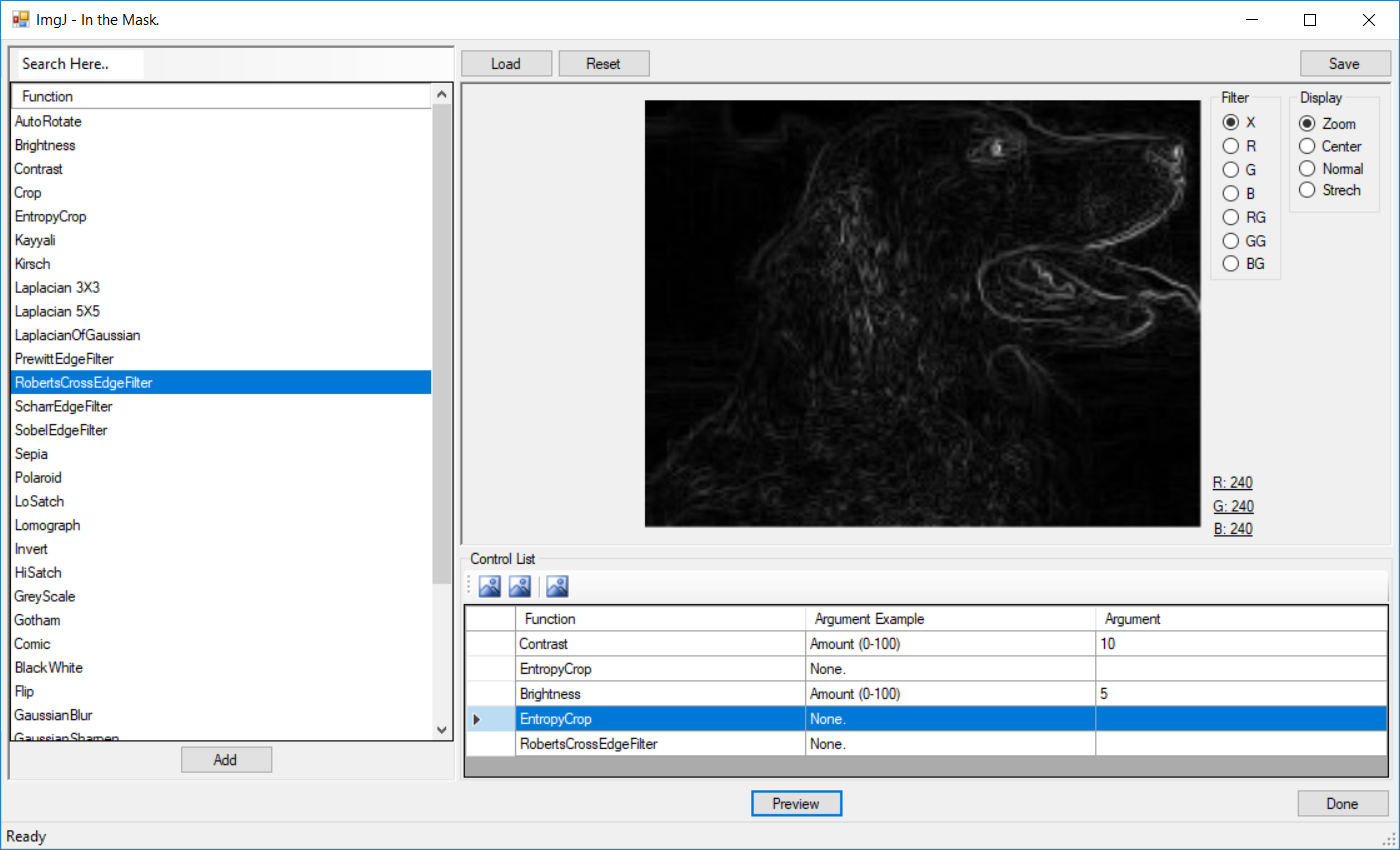 ImgJ - In the Mask.
Search Here..
Load
Reset
Save
Function
AutoRotate
Brightness
Contrast
Crop
EntropyCrop
Kayyali
Kirsch
Laplacian 3X3
Laplacian 5X5
LaplacianOfGaussian
PrewittEdgeFilter
RobertsCrossEdgeFilter
ScharrEdgeFilter
SobelEdgeFilter
Sepia
Polaroid
LoSatch
Lomograph
Invert
HiSatch
GreyScale
Gotham
Comic
BlackWhite
Flip
GaussianBlur
GaussianSharpen
Add
Filter
X
R
G
B
RG
GG
BG
Display
Zoom
Center
Normal
Strech
R: 240
G: 240
B: 240
Control List
Function Argument Example Argument
Contrast Amount (0-100) 10
EntropyCrop None.
Brightness Amount (0-100) 5
EntropyCrop None.
RobertsCrossEdgeFilter None.
Preview
Done
Ready